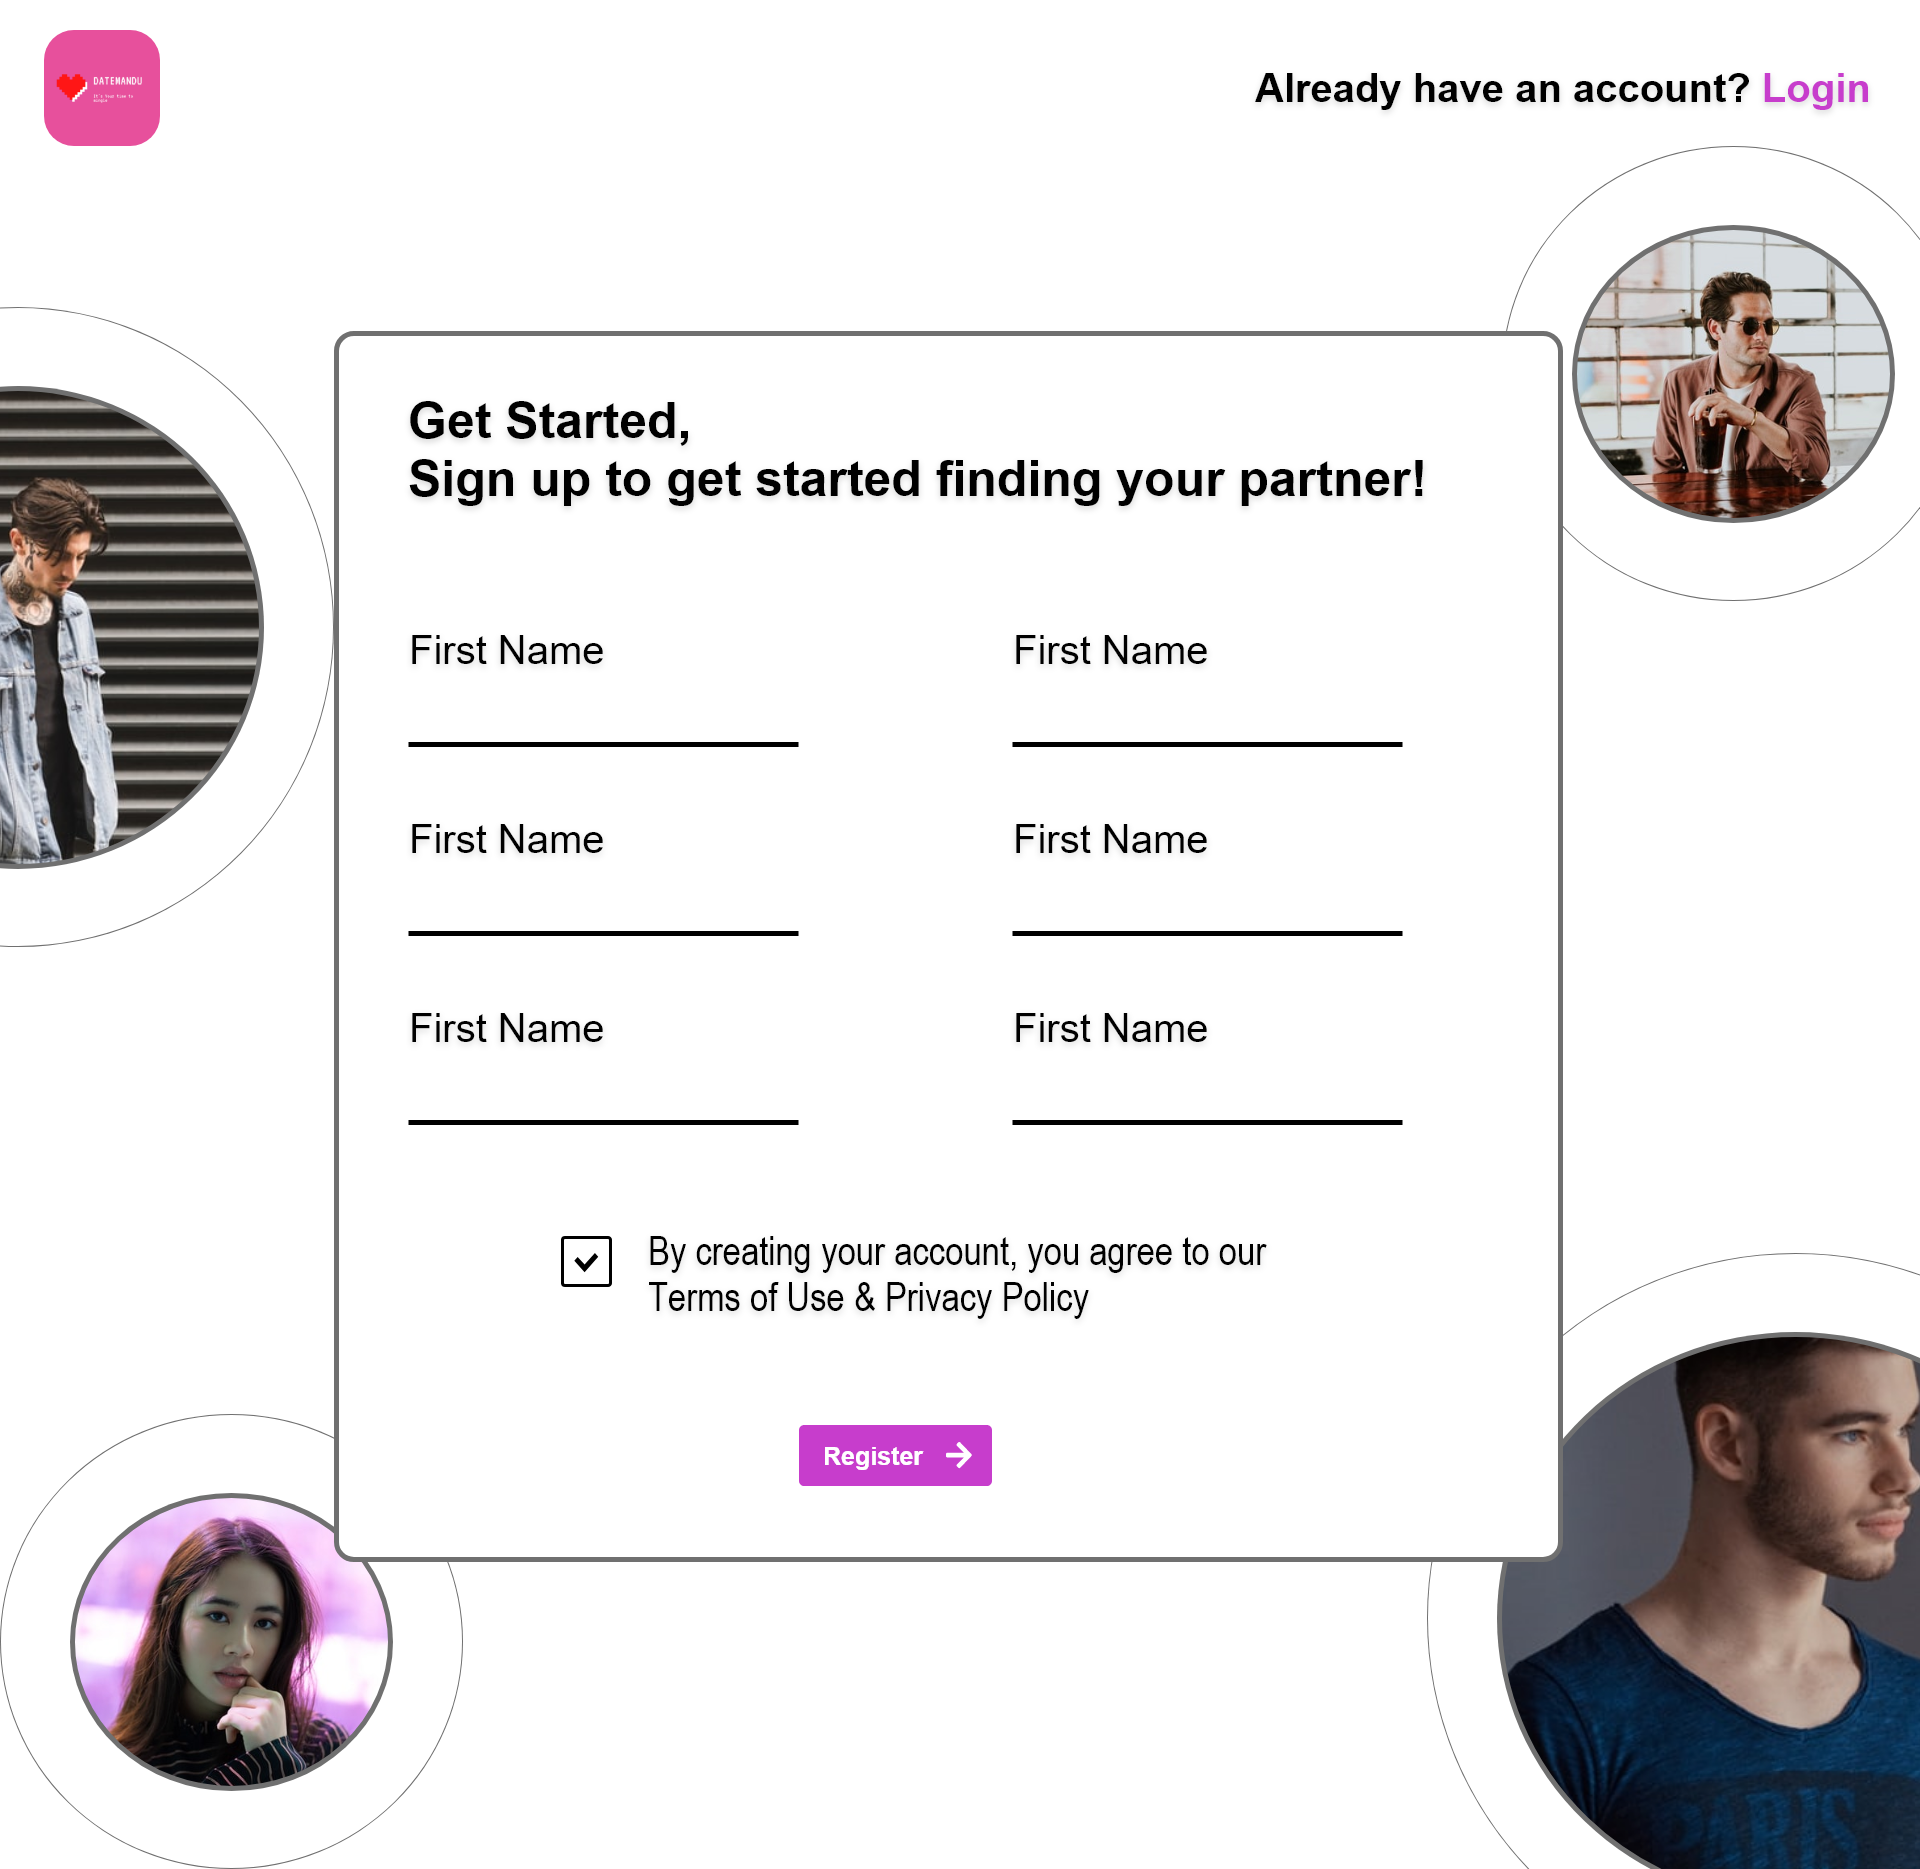 DATEMANDU
Already have an account? Login
Get Started,
Sign up to get started finding your partner!
First Name
First Name
First Name
First Name
First Name
First Name
By creating your account, you agree to our
Terms of Use & Privacy Policy
Register
PARIS